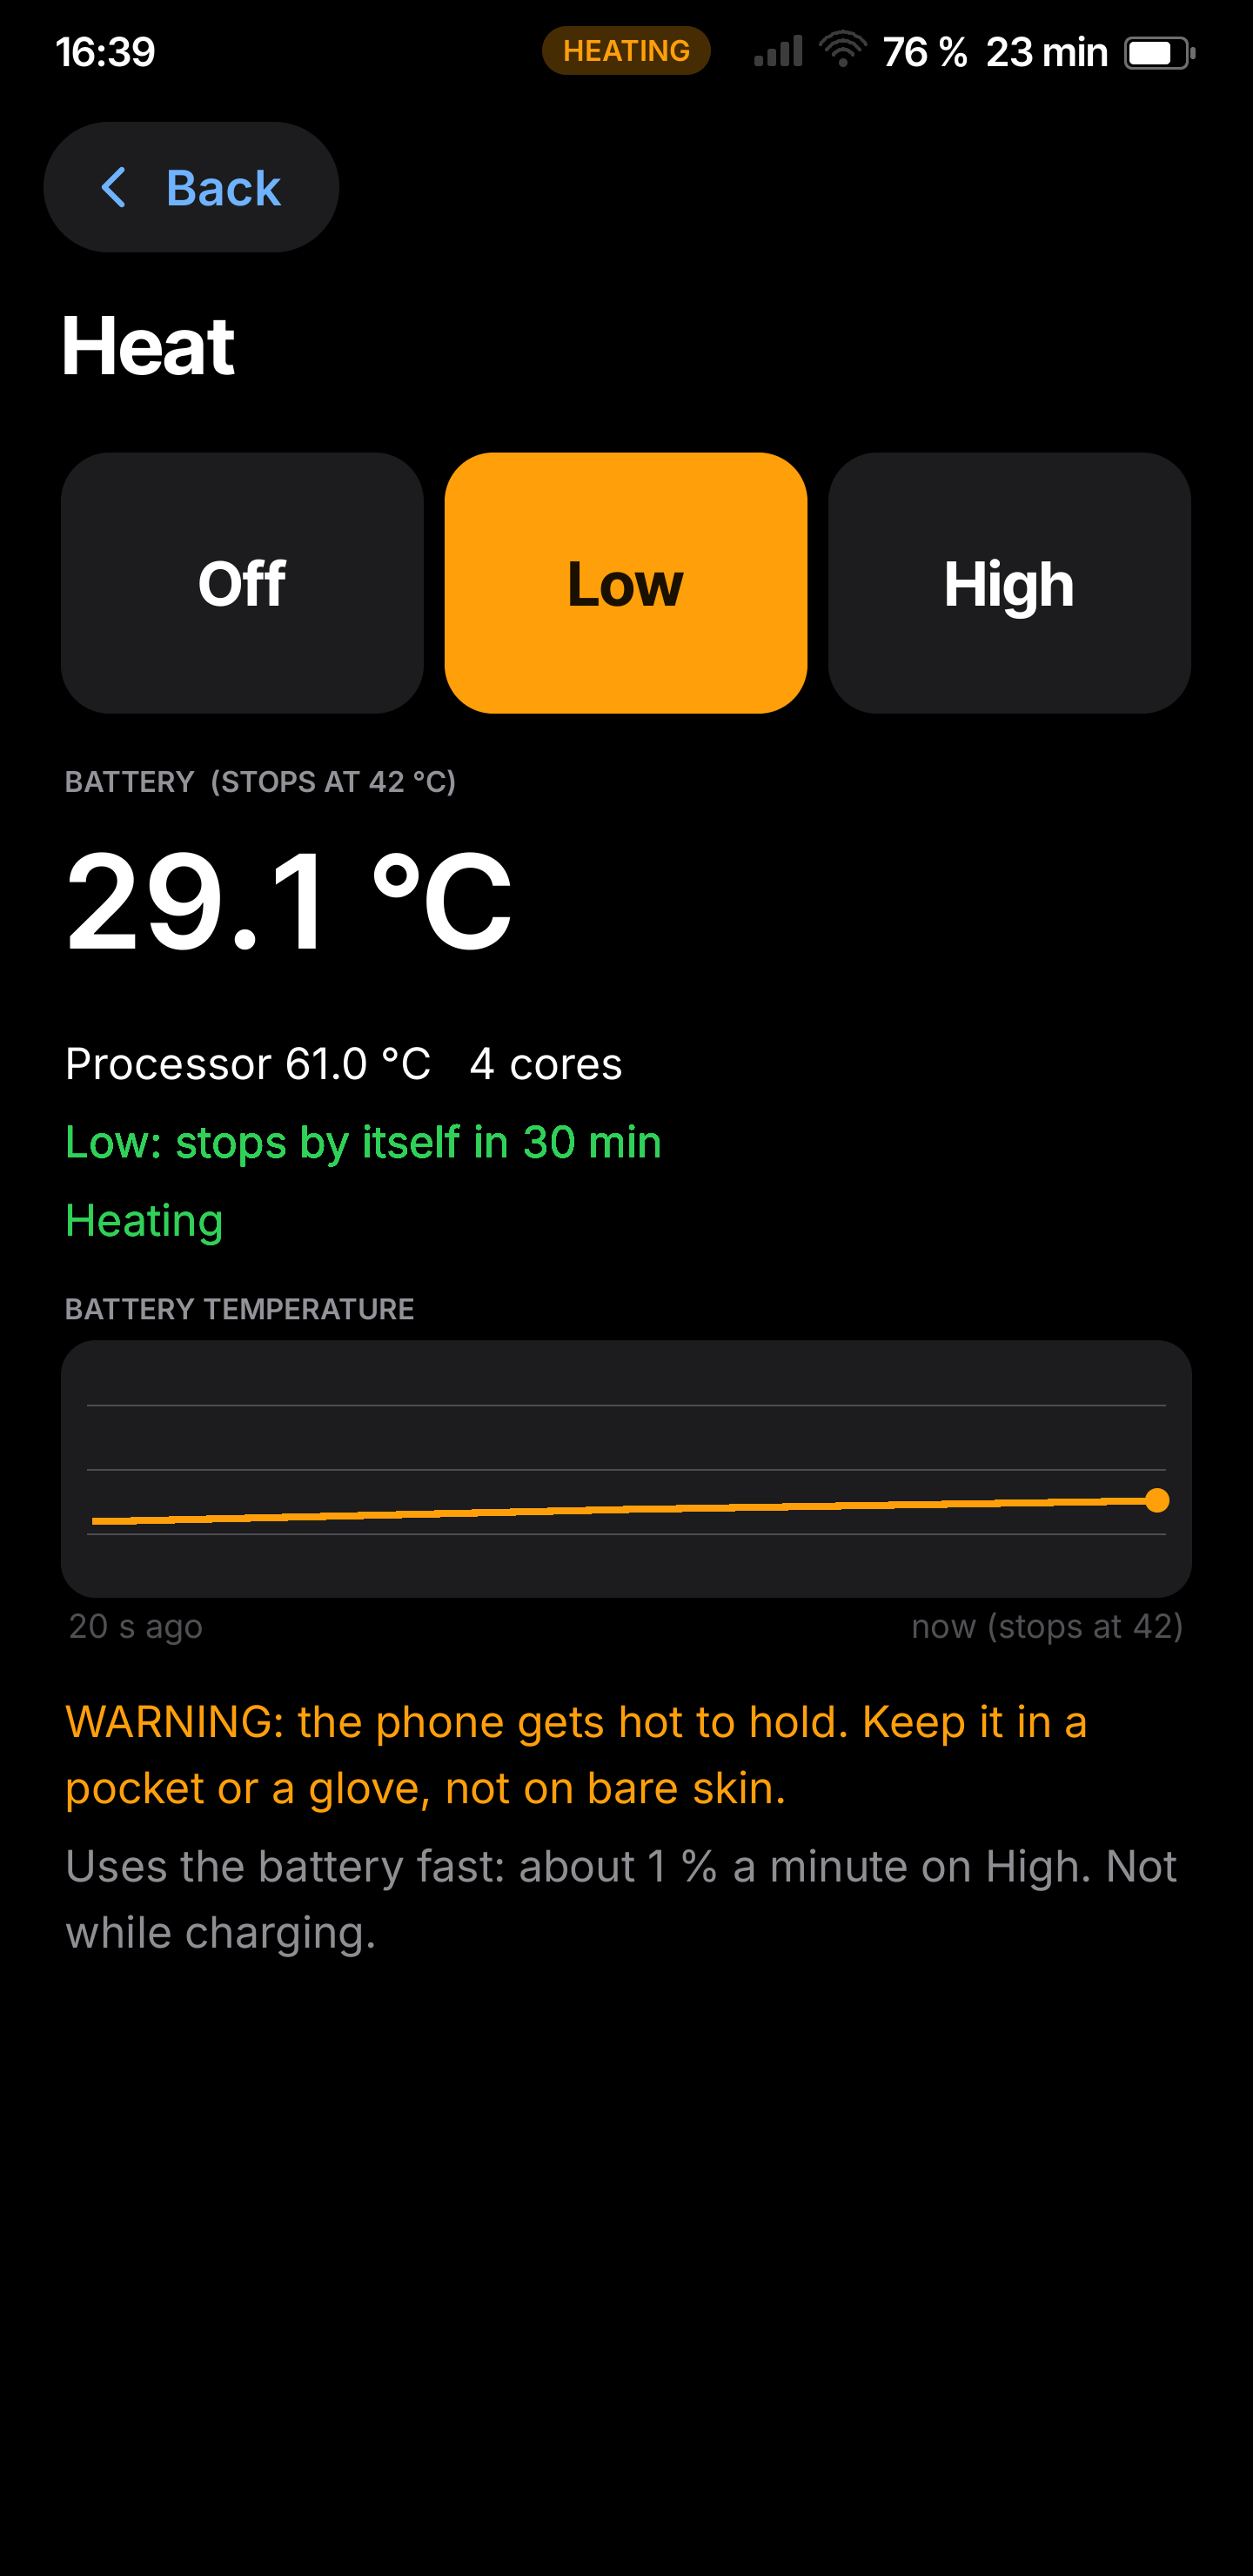 16:39 HEATING 76 % 23 min
Back
Heat
Off Low High
BATTERY (STOPS AT 42 °C)
29.1 °C
Processor 61.0 °C 4 cores
Low: stops by itself in 30 min
Heating
BATTERY TEMPERATURE
20 s ago now (stops at 42)
WARNING: the phone gets hot to hold. Keep it in a
pocket or a glove, not on bare skin.
Uses the battery fast: about 1 % a minute on High. Not
while charging.